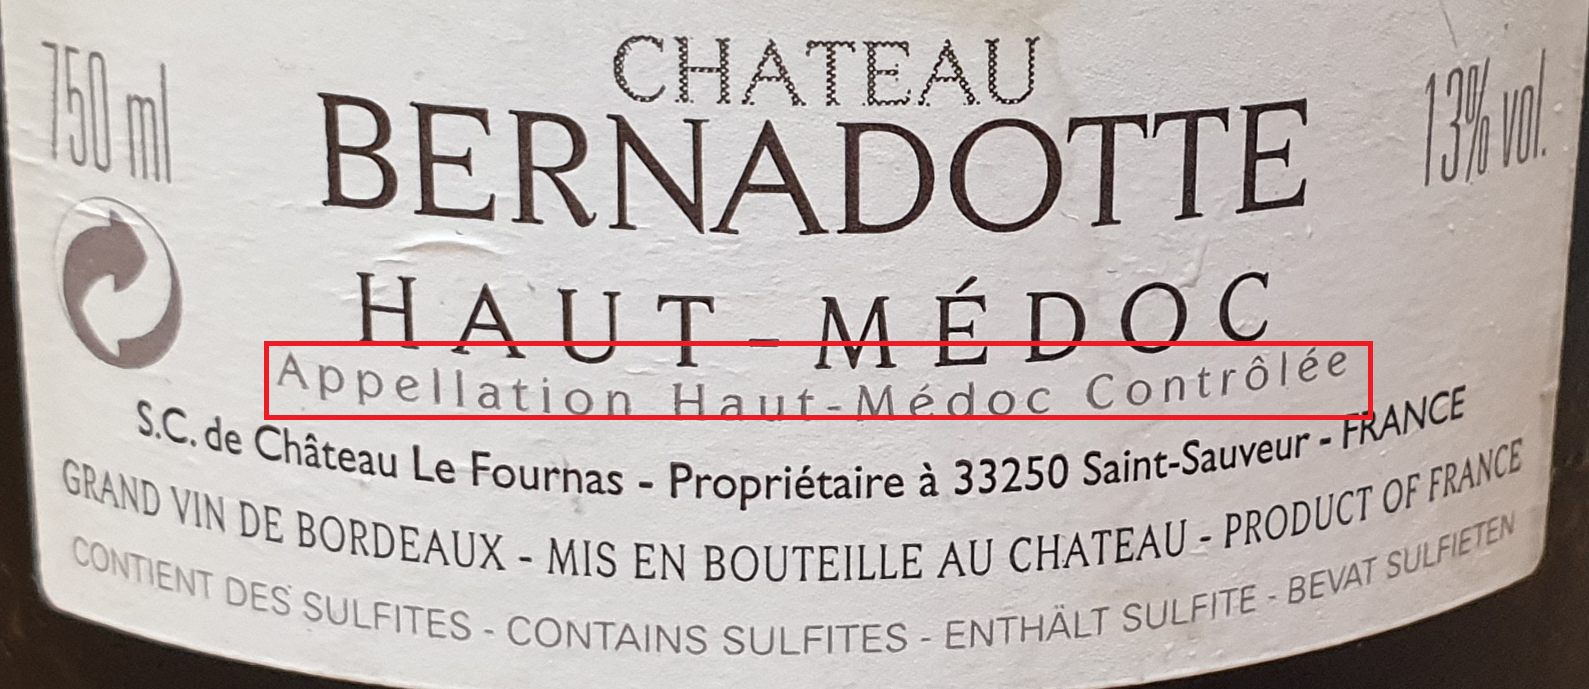 750 ml
CHATEAU
13% vol.
BERNADOTTE
HAUT-MÉDOC
Appellation Haut-Médoc Contrôlée
S.C. de Château Le Fournas - Propriétaire à 33250 Saint-Sauveur - FRANCE
GRAND VIN DE BORDEAUX - MIS EN BOUTEILLE AU CHATEAU - PRODUCT OF FRANCE
CONTIENT DES SULFITES - CONTAINS SULFITES - ENTHÄLT SULFITE - BEVAT SULFIETEN